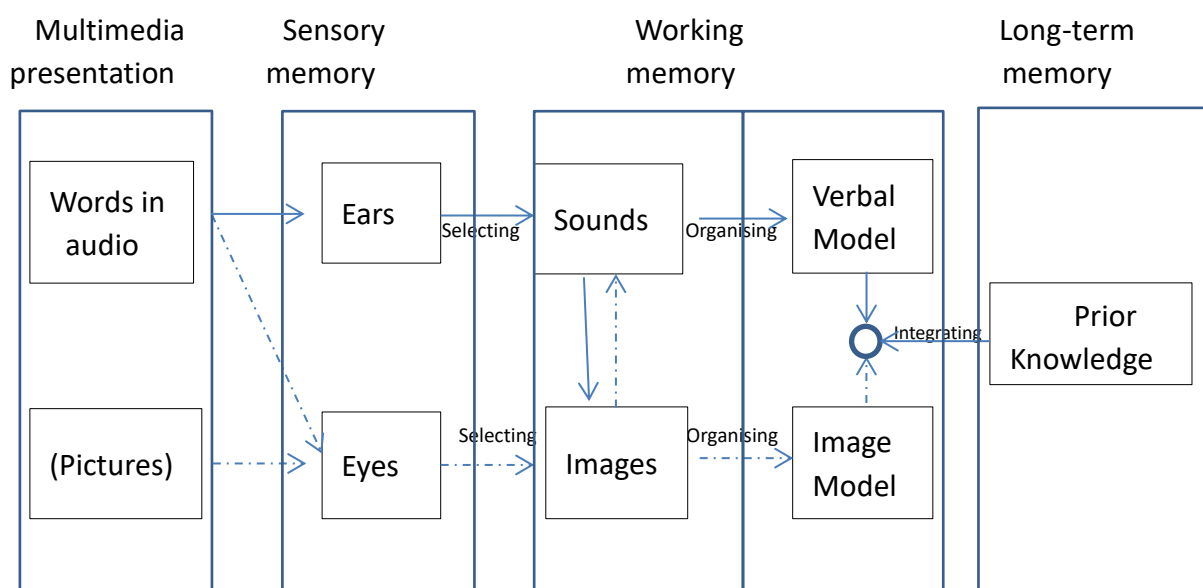 Multimedia
presentation
Sensory
memory
Working
memory
Long-term
memory
Words in
audio
Ears
Selecting
Sounds
Organising
Verbal
Model
Integrating
Prior
Knowledge
(Pictures)
Eyes
Selecting
Images
Organising
Image
Model